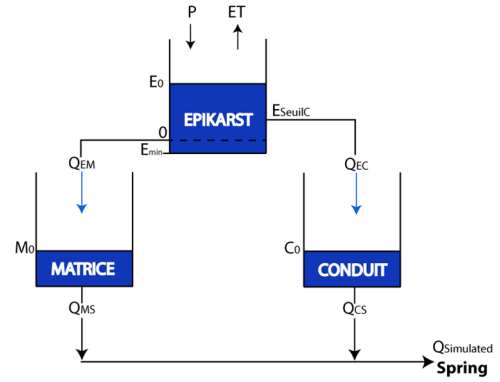 P
ET
E0
EPIKARST
ESeuilC
0
Emin
QEM
QEC
M0
MATRICE
C0
CONDUIT
QMS
QCS
QSimulated
Spring